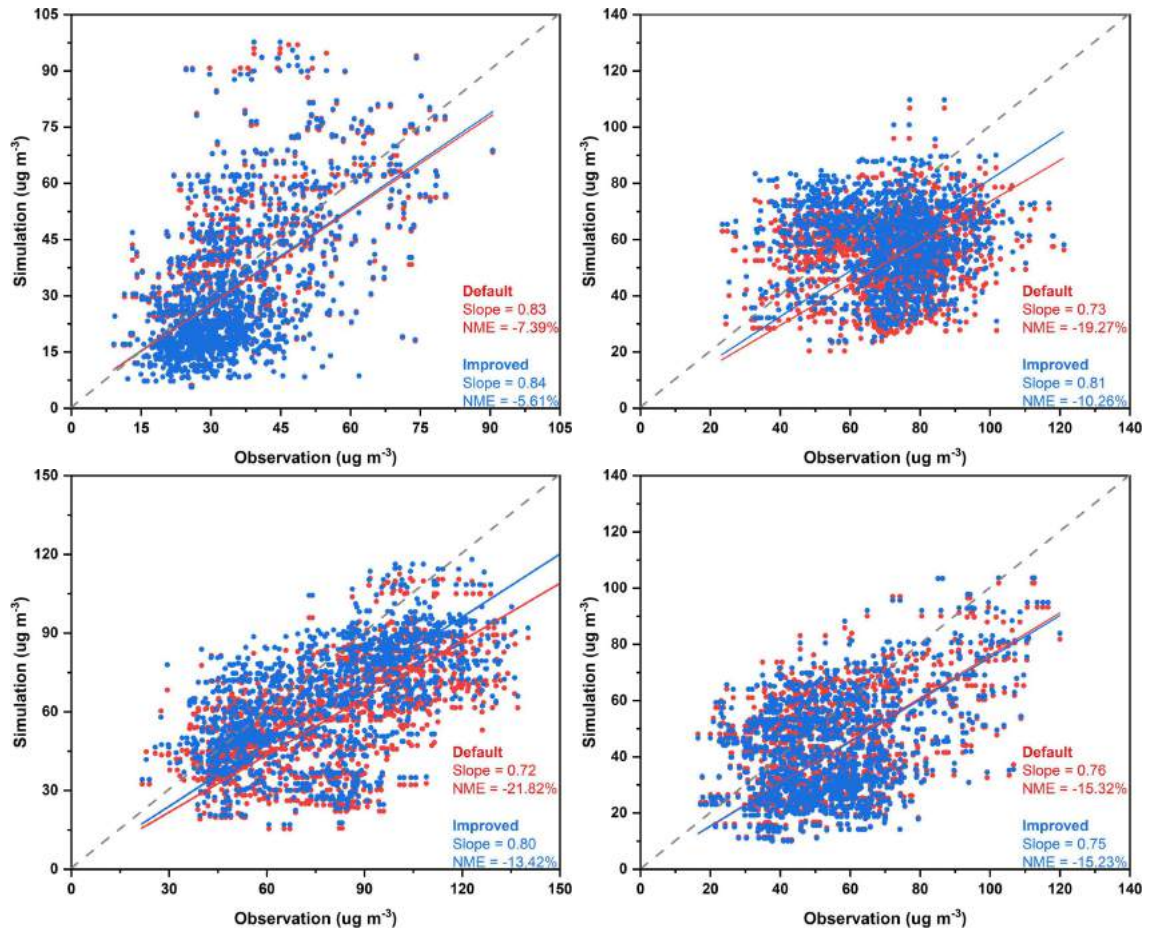 105
90
75
60
45
30
15
0
Simulation (ug m⁻³)
Default
Slope = 0.83
NME = -7.39%
Improved
Slope = 0.84
NME = -5.61%
0 15 30 45 60 75 90 105
Observation (ug m⁻³)
140
120
100
80
60
40
20
0
Simulation (ug m⁻³)
Default
Slope = 0.73
NME = -19.27%
Improved
Slope = 0.81
NME = -10.26%
0 20 40 60 80 100 120 140
Observation (ug m⁻³)
150
120
90
60
30
0
Simulation (ug m⁻³)
Default
Slope = 0.72
NME = -21.82%
Improved
Slope = 0.80
NME = -13.42%
0 30 60 90 120 150
Observation (ug m⁻³)
140
120
100
80
60
40
20
0
Simulation (ug m⁻³)
Default
Slope = 0.76
NME = -15.32%
Improved
Slope = 0.75
NME = -15.23%
0 20 40 60 80 100 120 140
Observation (ug m⁻³)